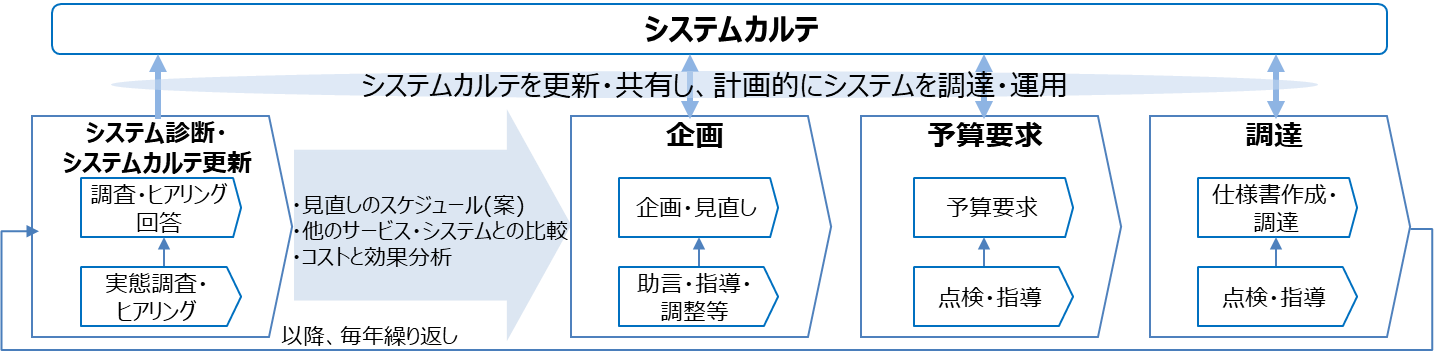 システムカルテ
システムカルテを更新・共有し、計画的にシステムを調達・運用
システム診断・
システムカルテ更新
調査・ヒアリング
回答
実態調査・
ヒアリング
・見直しのスケジュール(案)
・他のサービス・システムとの比較
・コストと効果分析
企画
企画・見直し
助言・指導・
調整等
予算要求
予算要求
点検・指導
調達
仕様書作成・
調達
点検・指導
以降、毎年繰り返し